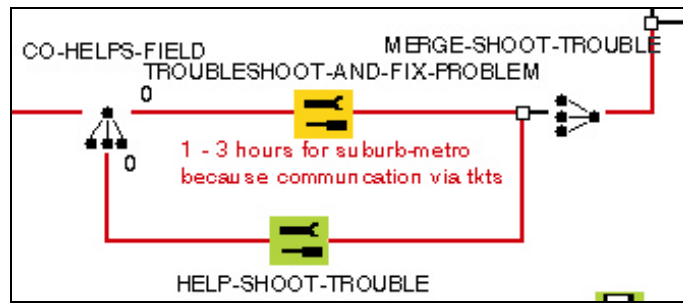 MERGE-SHOOT-TROUBLE
CO-HELPS-FIELD
TROUBLESHOOT-AND-FIX-PROBLEM
0
0
1 - 3 hours for suburb-metro
because communcation via tkts
HELP-SHOOT-TROUBLE